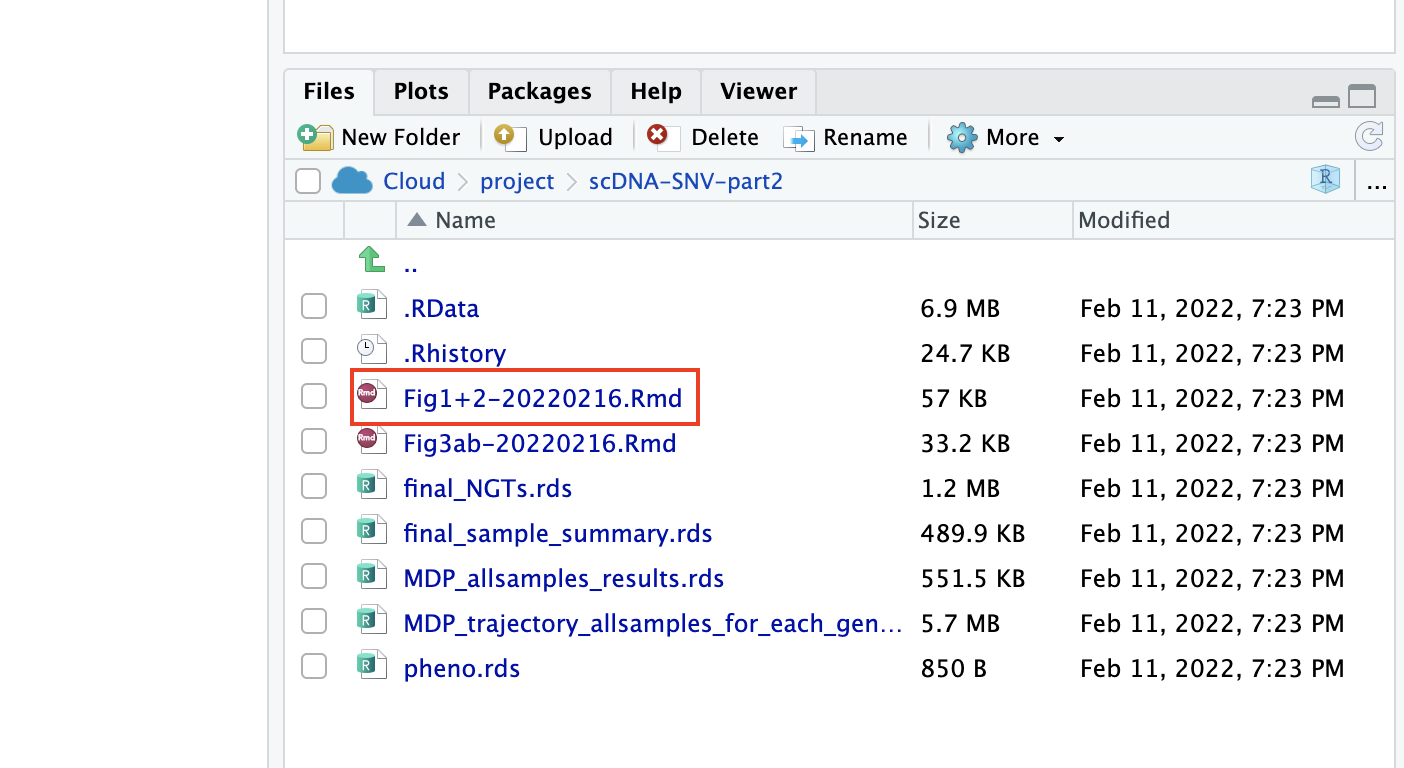 Files Plots Packages Help Viewer
New Folder Upload Delete Rename More
Cloud project scDNA-SNV-part2 R ...
Name Size Modified
..
R .RData 6.9 MB Feb 11, 2022, 7:23 PM
.Rhistory 24.7 KB Feb 11, 2022, 7:23 PM
Rmd Fig1+2-20220216.Rmd 57 KB Feb 11, 2022, 7:23 PM
Rmd Fig3ab-20220216.Rmd 33.2 KB Feb 11, 2022, 7:23 PM
R final_NGTs.rds 1.2 MB Feb 11, 2022, 7:23 PM
R final_sample_summary.rds 489.9 KB Feb 11, 2022, 7:23 PM
R MDP_allsamples_results.rds 551.5 KB Feb 11, 2022, 7:23 PM
R MDP_trajectory_allsamples_for_each_gen... 5.7 MB Feb 11, 2022, 7:23 PM
R pheno.rds 850 B Feb 11, 2022, 7:23 PM